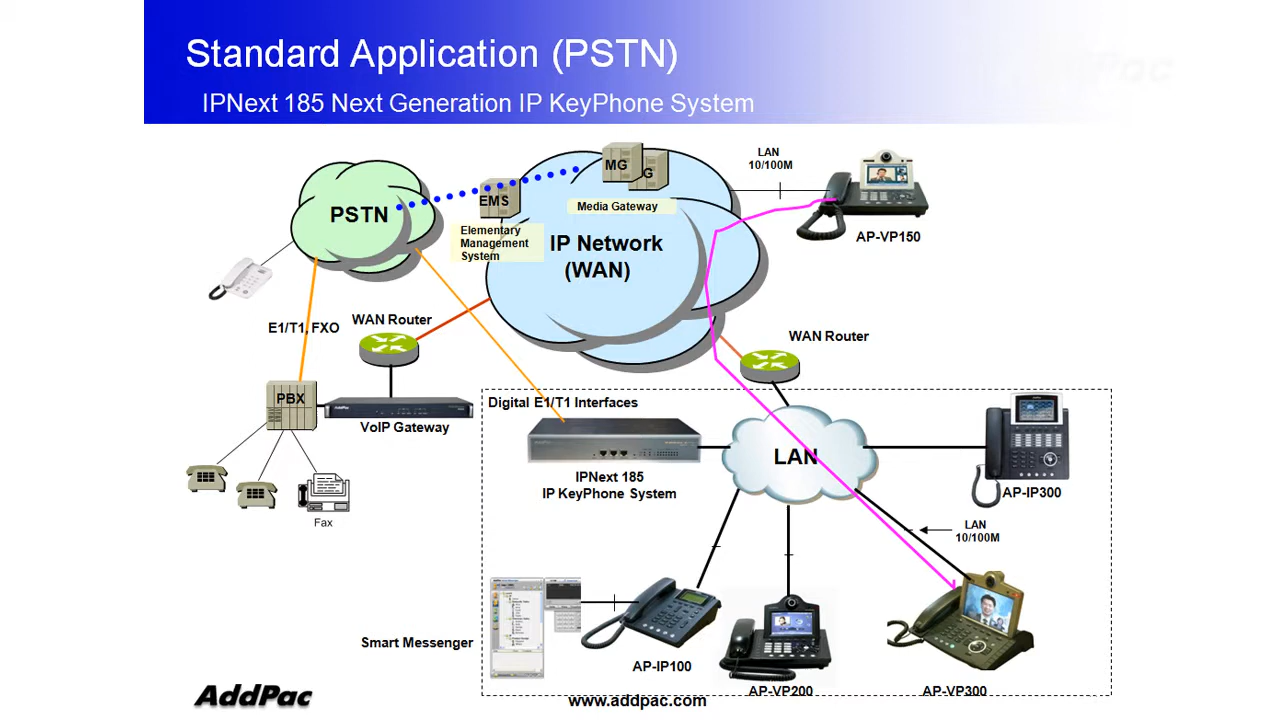 Standard Application (PSTN)
AddPac
IPNext 185 Next Generation IP KeyPhone System
LAN
10/100M
MG
G
PSTN
EMS
Media Gateway
Elementary
Management
System
IP Network
(WAN)
AP-VP150
E1/T1, FXO
WAN Router
WAN Router
PBX
AddPac
VoIP Gateway
Digital E1/T1 Interfaces
IPNext 185
IP KeyPhone System
LAN
AP-IP300
LAN
10/100M
Fax
Smart Messenger
AP-IP100
AP-VP200
AP-VP300
AddPac
www.addpac.com